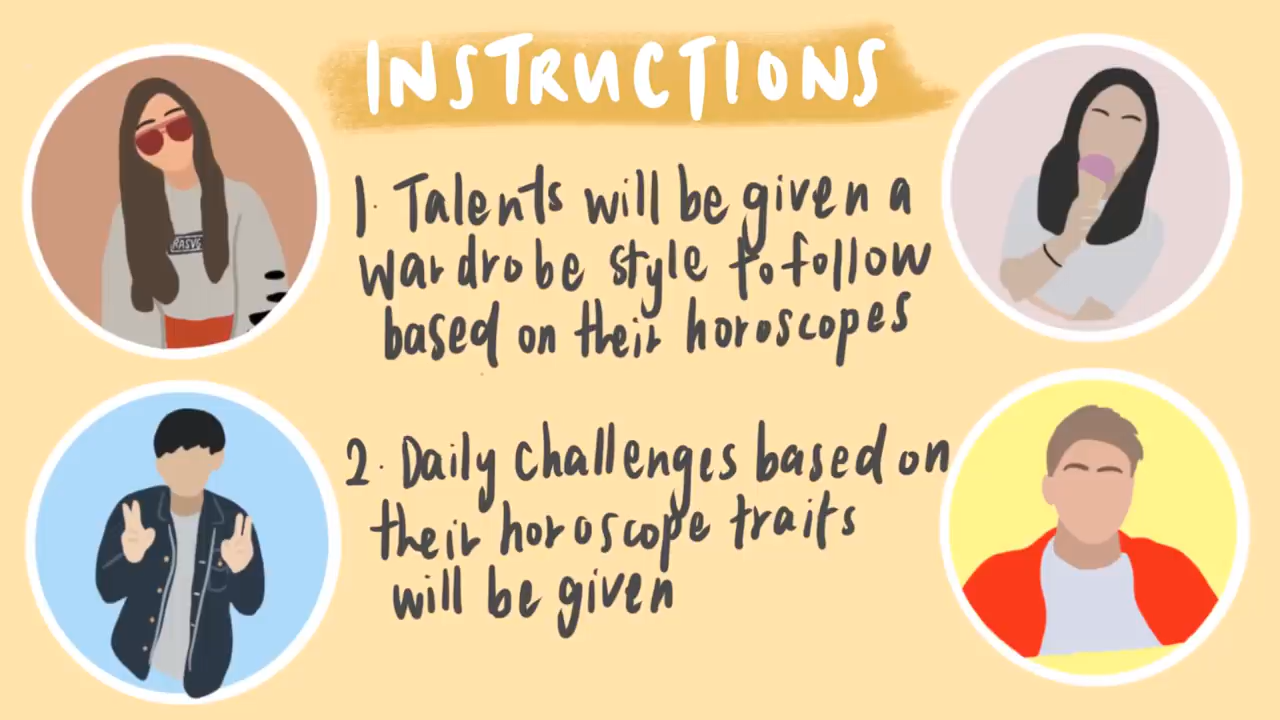 INSTRUCTIONS
1. Talents will be given a
wardrobe style to follow
based on their horoscopes
2. Daily challenges based on
their horoscope traits
will be given